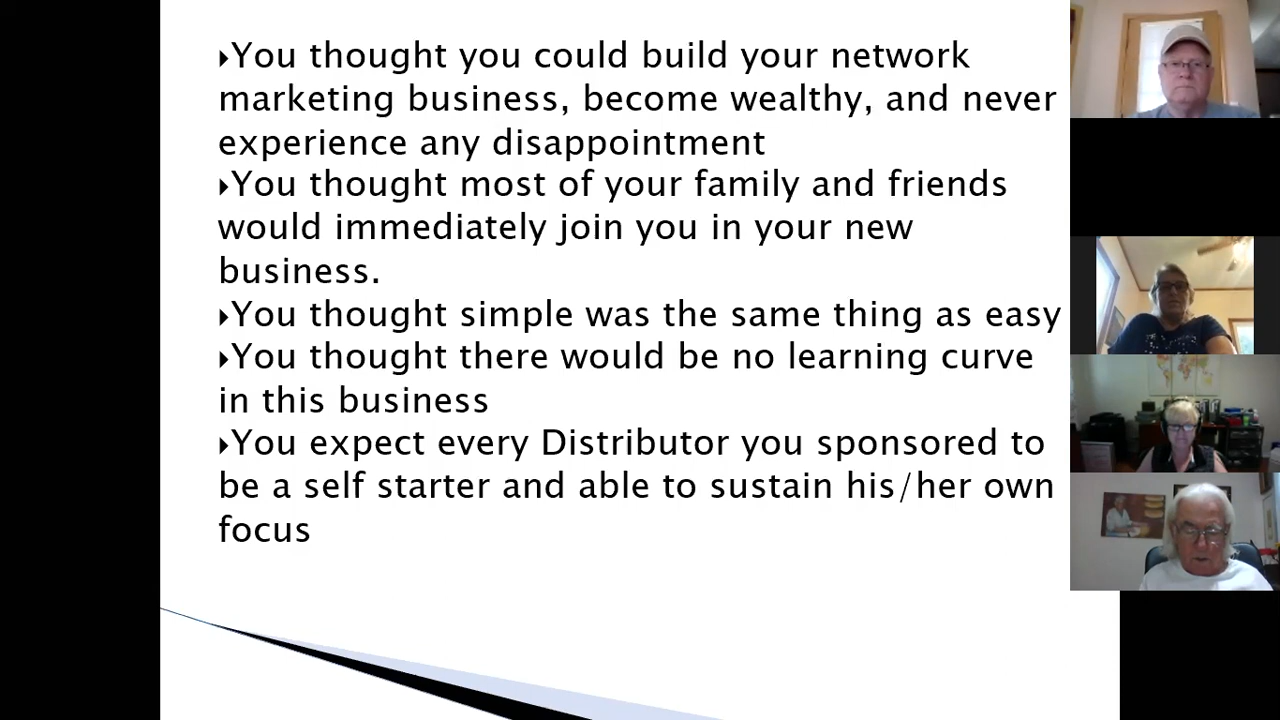 ▸You thought you could build your network
marketing business, become wealthy, and never
experience any disappointment
▸You thought most of your family and friends
would immediately join you in your new
business.
▸You thought simple was the same thing as easy
▸You thought there would be no learning curve
in this business
▸You expect every Distributor you sponsored to
be a self starter and able to sustain his/her own
focus